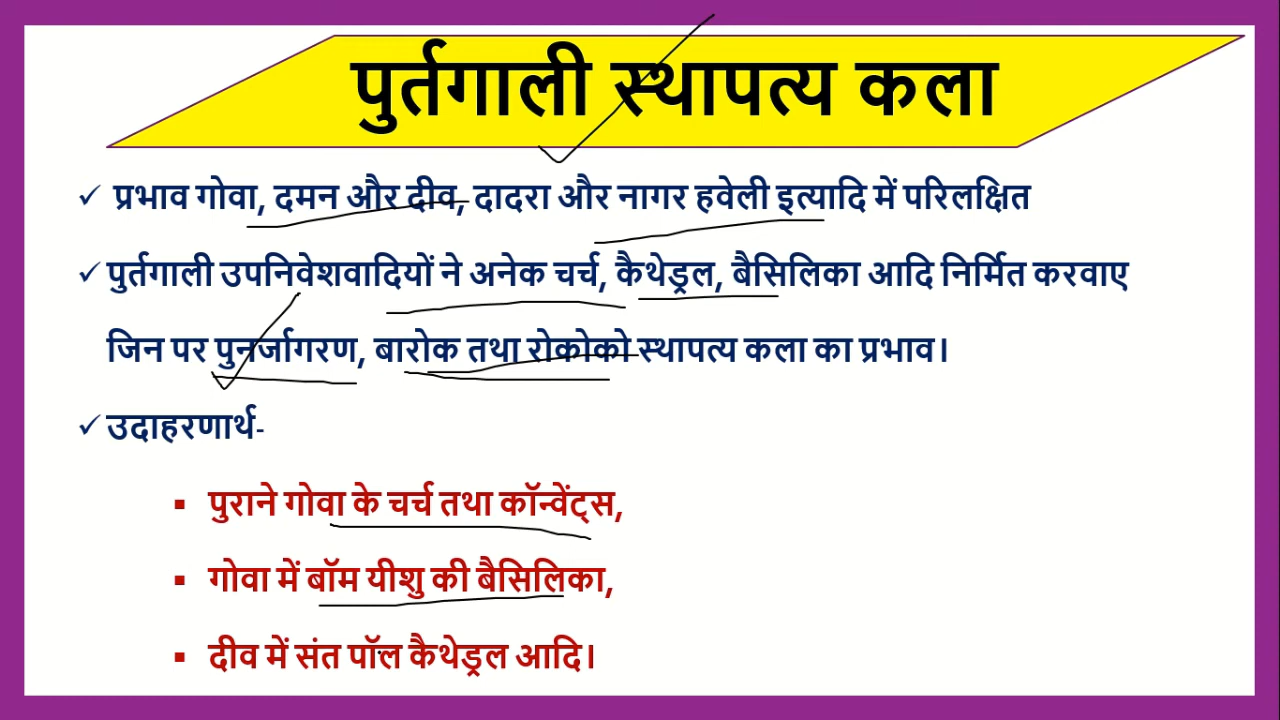 पुर्तगाली स्थापत्य कला
✓ प्रभाव गोवा, दमन और दीव, दादरा और नागर हवेली इत्यादि में परिलक्षित
✓ पुर्तगाली उपनिवेशवादियों ने अनेक चर्च, कैथेड्रल, बैसिलिका आदि निर्मित करवाए
जिन पर पुनर्जागरण, बारोक तथा रोकोको स्थापत्य कला का प्रभाव।
✓ उदाहरणार्थ-
▪ पुराने गोवा के चर्च तथा कॉन्वेंट्स,
▪ गोवा में बॉम यीशु की बैसिलिका,
▪ दीव में संत पॉल कैथेड्रल आदि।